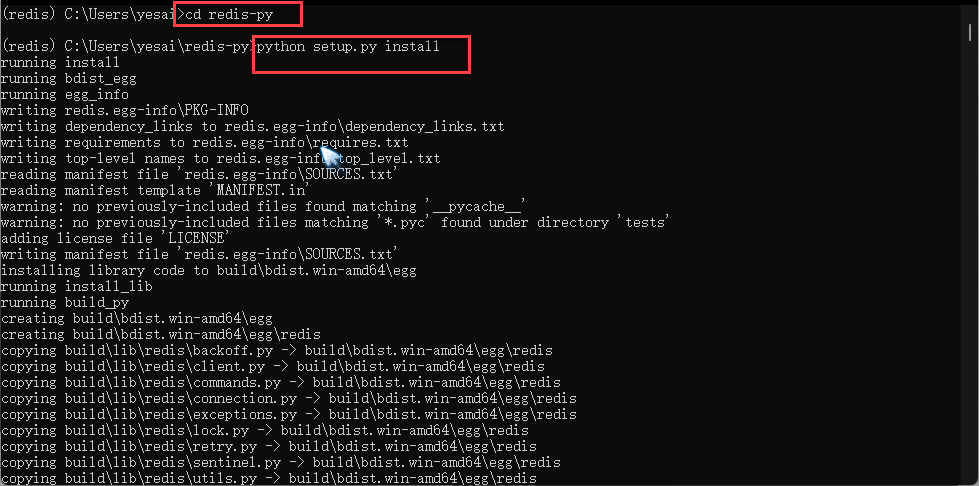 (redis) C:\Users\yesai>cd redis-py
(redis) C:\Users\yesai\redis-py>python setup.py install
running install
running bdist_egg
running egg_info
writing redis.egg-info\PKG-INFO
writing dependency_links to redis.egg-info\dependency_links.txt
writing requirements to redis.egg-info\requires.txt
writing top-level names to redis.egg-info\top_level.txt
reading manifest file 'redis.egg-info\SOURCES.txt'
reading manifest template 'MANIFEST.in'
warning: no previously-included files found matching '__pycache__'
warning: no previously-included files matching '*.pyc' found under directory 'tests'
adding license file 'LICENSE'
writing manifest file 'redis.egg-info\SOURCES.txt'
installing library code to build\bdist.win-amd64\egg
running install_lib
running build_py
creating build\bdist.win-amd64\egg
creating build\bdist.win-amd64\egg\redis
copying build\lib\redis\backoff.py -> build\bdist.win-amd64\egg\redis
copying build\lib\redis\client.py -> build\bdist.win-amd64\egg\redis
copying build\lib\redis\commands.py -> build\bdist.win-amd64\egg\redis
copying build\lib\redis\connection.py -> build\bdist.win-amd64\egg\redis
copying build\lib\redis\exceptions.py -> build\bdist.win-amd64\egg\redis
copying build\lib\redis\lock.py -> build\bdist.win-amd64\egg\redis
copying build\lib\redis\retry.py -> build\bdist.win-amd64\egg\redis
copying build\lib\redis\sentinel.py -> build\bdist.win-amd64\egg\redis
copying build\lib\redis\utils.py -> build\bdist.win-amd64\egg\redis